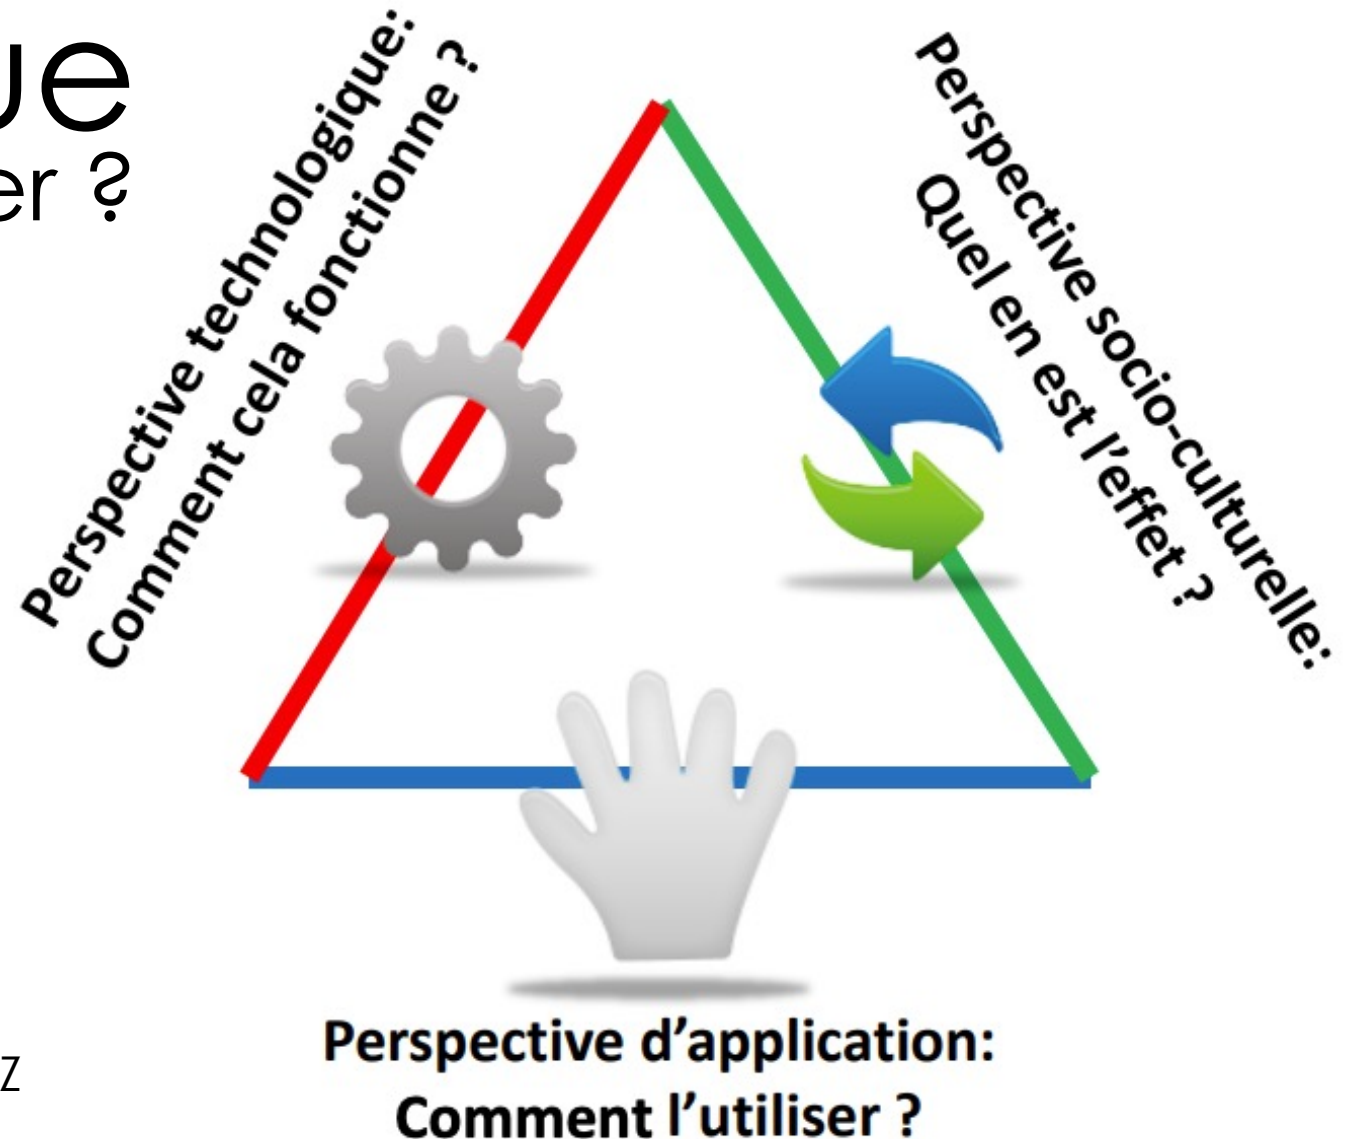 ue
er ?
Perspective technologique:
Comment cela fonctionne ?
Perspective socio-culturelle:
Quel en est l’effet ?
z
Perspective d’application:
Comment l’utiliser ?